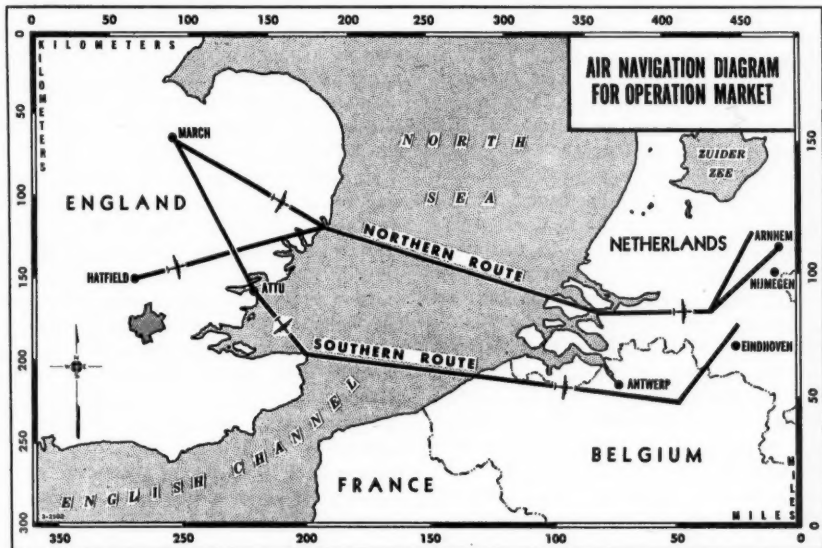 0 50 100 150 200 250 300 350 400 450
KILOMETERS
KILOMETERS
0
50
100
150
200
250
300
AIR NAVIGATION DIAGRAM
FOR OPERATION MARKET
MARCH
NORTH
SEA
ZUIDER
ZEE
150
ENGLAND
NORTHERN ROUTE
NETHERLANDS
ARNHEM
HATFIELD
ATTU
NIJMEGEN
100
SOUTHERN ROUTE
EINDHOVEN
ANTWERP
50
ENGLISH CHANNEL
BELGIUM
FRANCE
MILES
MILES
350 300 250 200 150 100 50 0